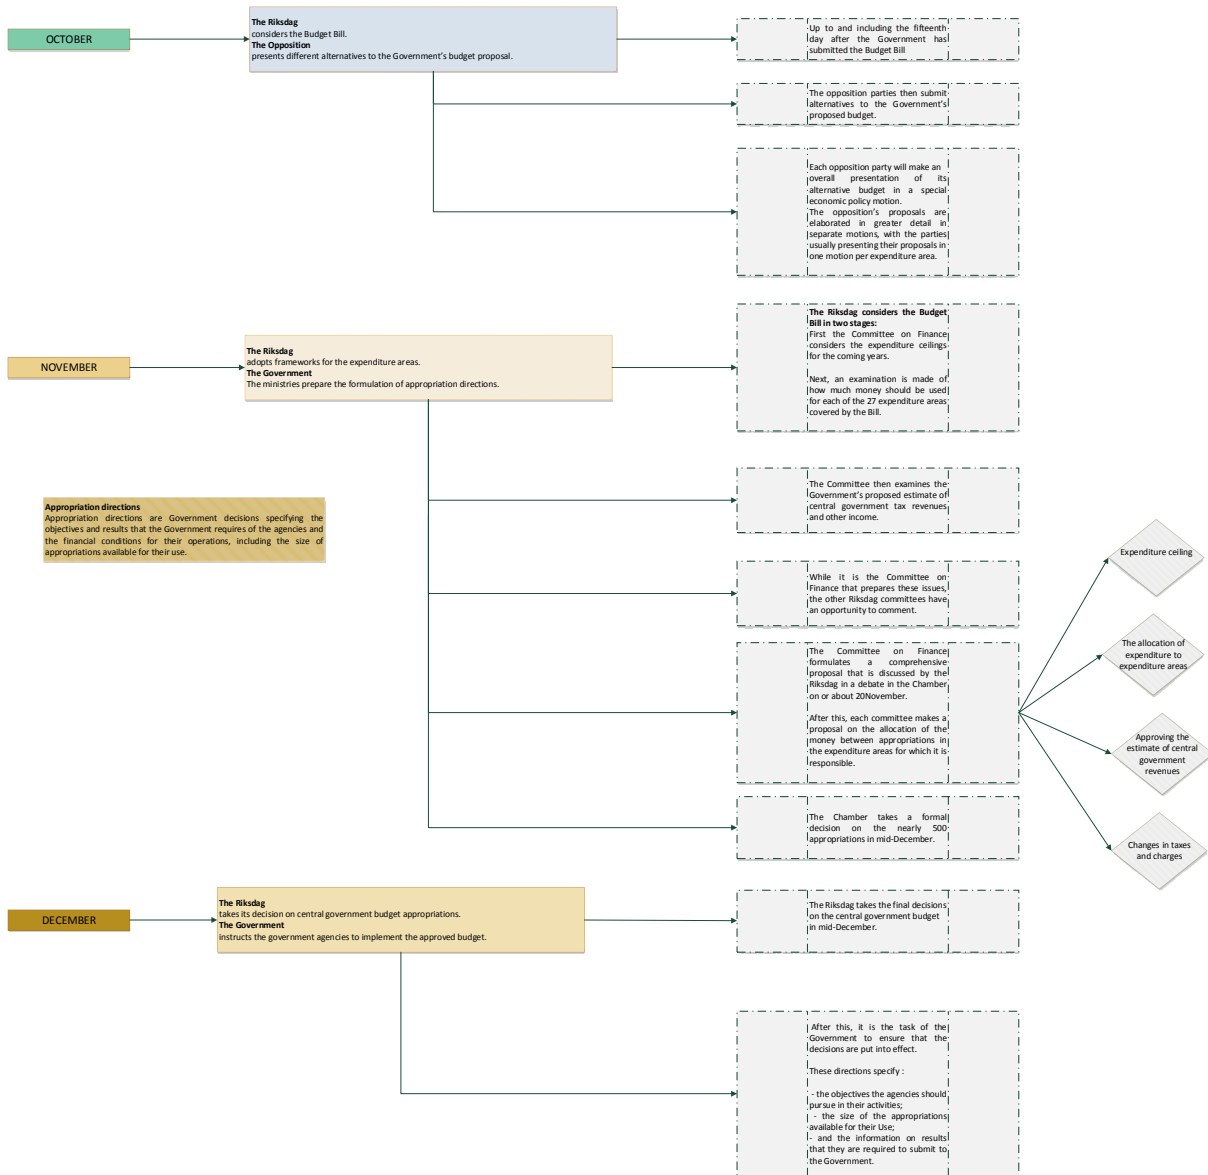 OCTOBER
The Riksdag
considers the Budget Bill.
The Opposition
presents different alternatives to the Government's budget proposal.
Up to and including the fifteenth
day after the Government has
submitted the Budget Bill
The opposition parties then submit
alternatives to the Government's
proposed budget.
Each opposition party will make an
overall presentation of its
alternative budget in a special
economic policy motion.
The opposition's proposals are
elaborated in greater detail in
separate motions, with the parties
usually presenting their proposals in
one motion per expenditure area.
NOVEMBER
The Riksdag
adopts frameworks for the expenditure areas.
The Government
The ministries prepare the formulation of appropriation directions.
The Riksdag considers the Budget
Bill in two stages:
First the Committee on Finance
considers the expenditure ceilings
for the coming years.
Next, an examination is made of
how much money should be used
for each of the 27 expenditure areas
covered by the Bill.
Appropriation directions
Appropriation directions are Government decisions specifying the
objectives and results that the Government requires of the agencies and
the financial conditions for their operations, including the size of
appropriations available for their use.
The Committee then examines the
Government's proposed estimate of
central government tax revenues
and other income.
While it is the Committee on
Finance that prepares these issues,
the other Riksdag committees have
an opportunity to comment.
The Committee on Finance
formulates a comprehensive
proposal that is discussed by the
Riksdag in a debate in the Chamber
on or about 20November.
After this, each committee makes a
proposal on the allocation of the
money between appropriations in
the expenditure areas for which it is
responsible.
Expenditure ceiling
The allocation of
expenditure to
expenditure areas
Approving the
estimate of central
government
revenues
Changes in taxes
and charges
The Chamber takes a formal
decision on the nearly 500
appropriations in mid-December.
DECEMBER
The Riksdag
takes its decision on central government budget appropriations.
The Government
instructs the government agencies to implement the approved budget.
The Riksdag takes the final decisions
on the central government budget
in mid-December.
After this, it is the task of the
Government to ensure that the
decisions are put into effect.
These directions specify :
- the objectives the agencies should
pursue in their activities;
- the size of the appropriations
available for their Use;
- and the information on results
that they are required to submit to
the Government.